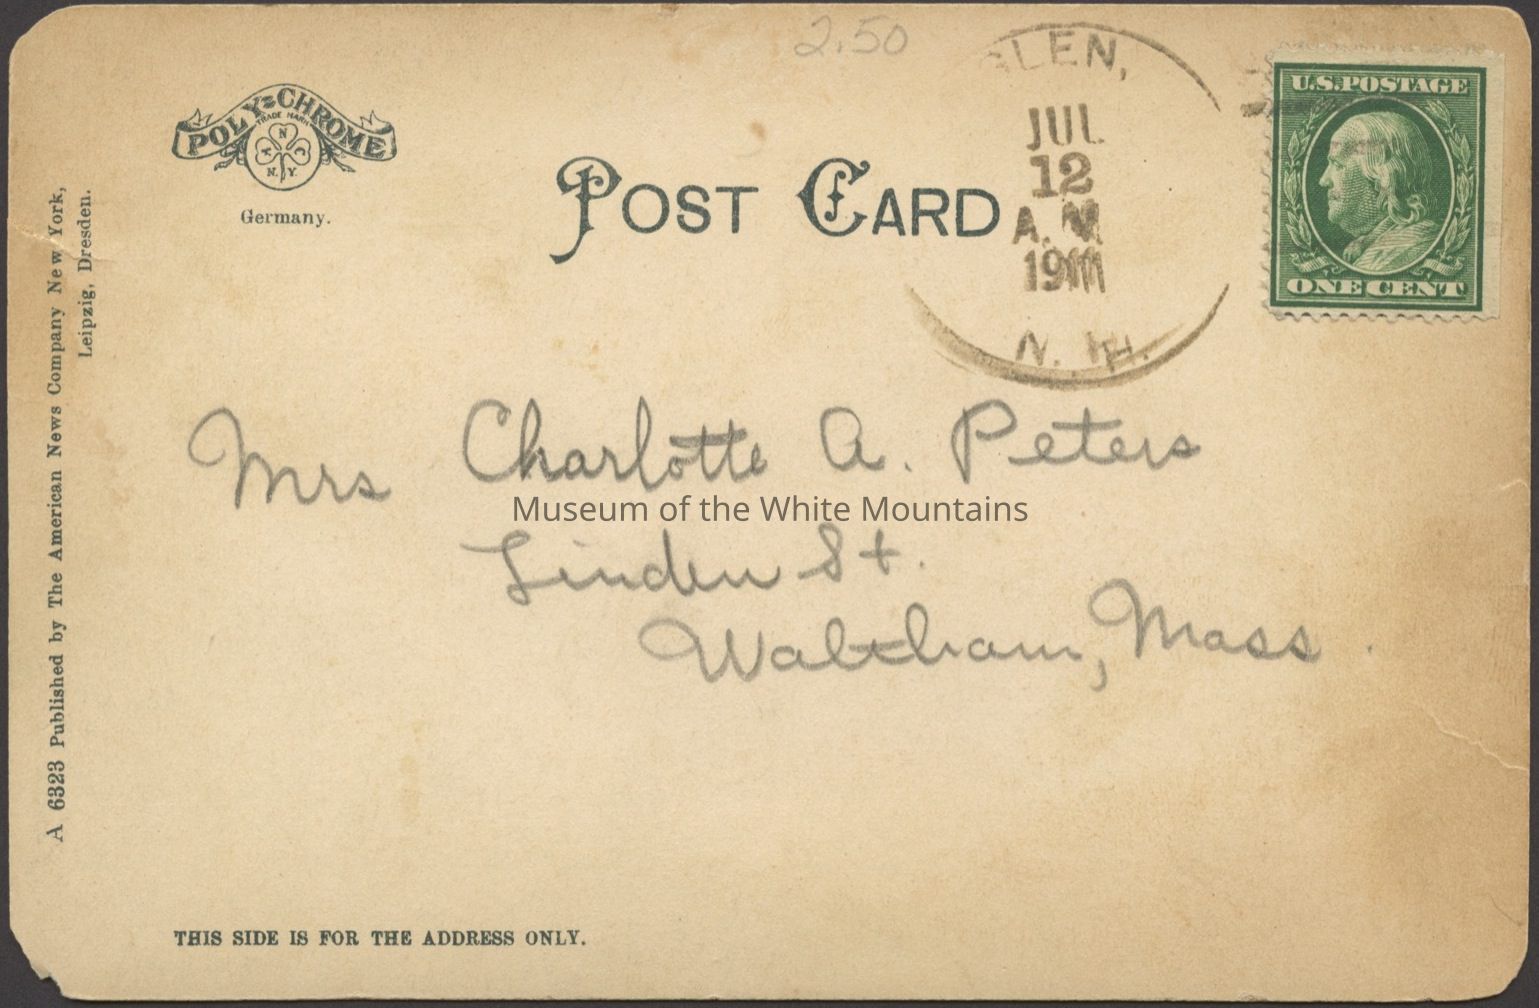 2.50
POLY-CHROME
TRADE MARK
N
A C
N. Y.
Germany.
POST CARD
GLEN,
JUL
12
A. M.
1911
N. H.
U.S. POSTAGE
ONE CENT
A 6323 Published by The American News Company New York,
Leipzig, Dresden.
Mrs Charlotte A. Peters
Museum of the White Mountains
Linden St.
Waltham, Mass.
THIS SIDE IS FOR THE ADDRESS ONLY.